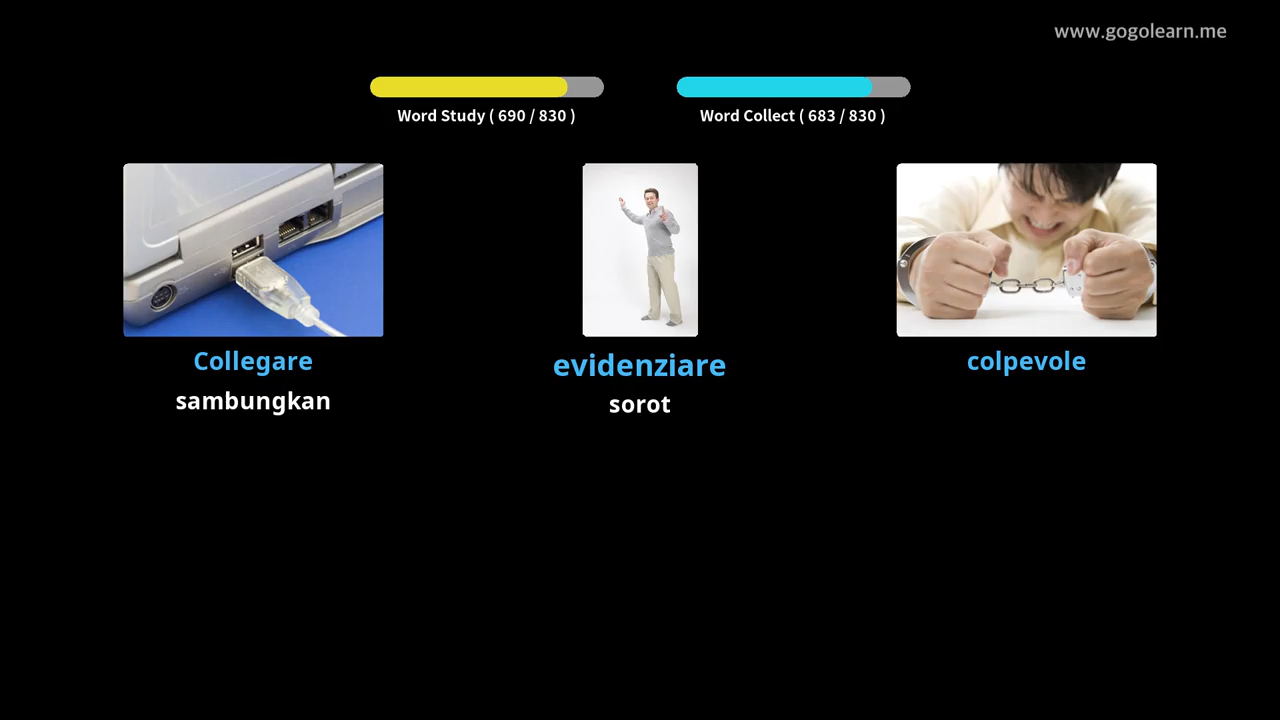 www.gogolearn.me
Word Study ( 690 / 830 )
Word Collect ( 683 / 830 )
Collegare
sambungkan
evidenziare
sorot
colpevole